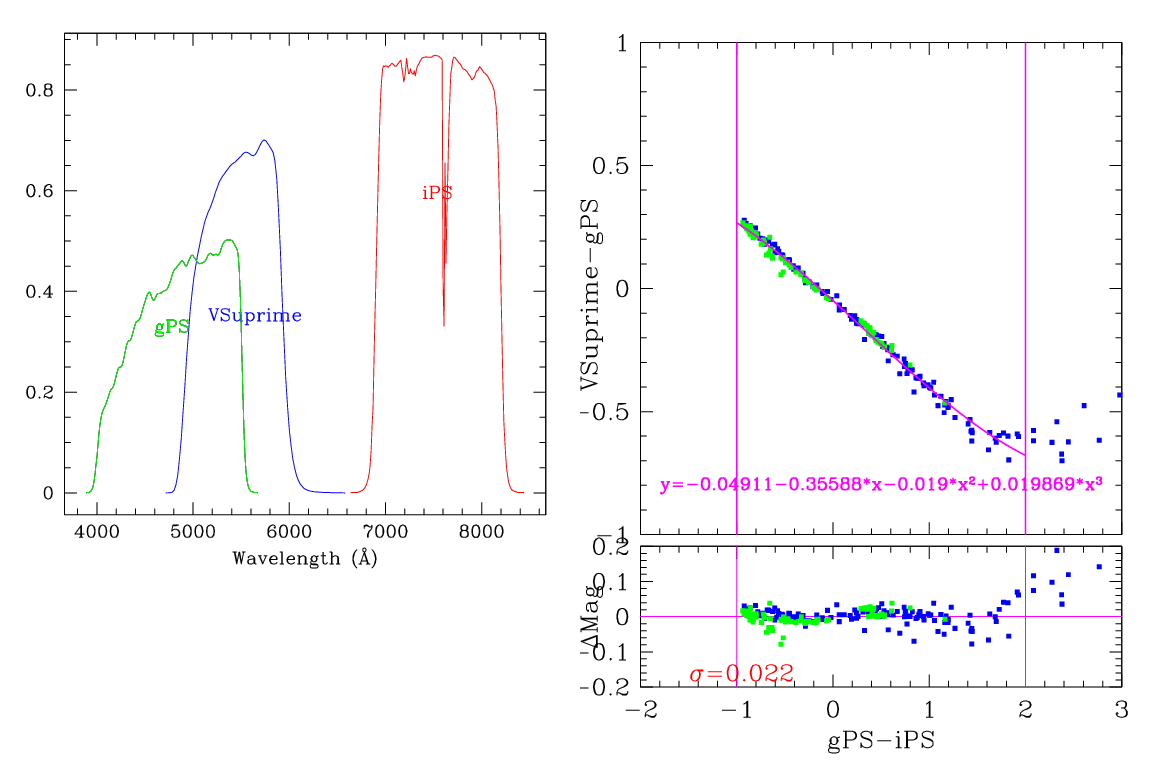 0.8
0.6
0.4
0.2
0
4000 5000 6000 7000 8000
Wavelength (Å)
gPS
VSuprime
iPS
1
0.5
0
-0.5
-1
VSuprime-gPS
y=-0.04911-0.35588*x-0.019*x²+0.019869*x³
0.2
0.1
0
-0.1
-0.2
ΔMag
σ=0.022
-2 -1 0 1 2 3
gPS-iPS